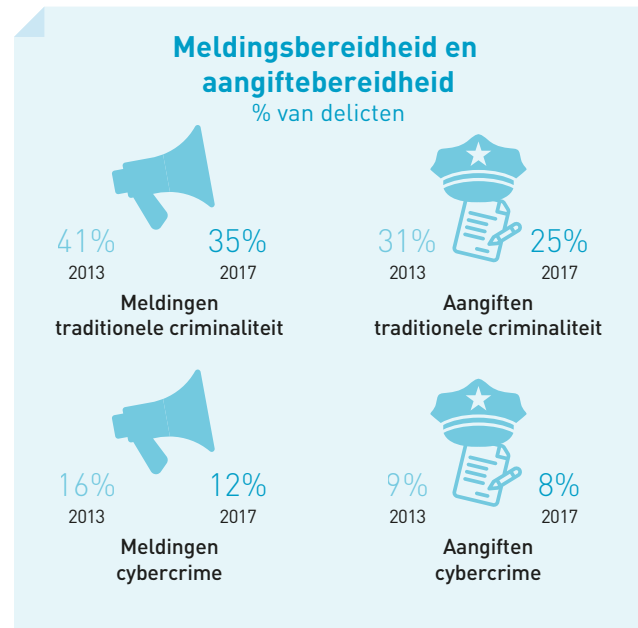 Meldingsbereidheid en
aangiftebereidheid
% van delicten
41%
2013
35%
2017
Meldingen
traditionele criminaliteit
31%
2013
25%
2017
Aangiften
traditionele criminaliteit
16%
2013
12%
2017
Meldingen
cybercrime
9%
2013
8%
2017
Aangiften
cybercrime